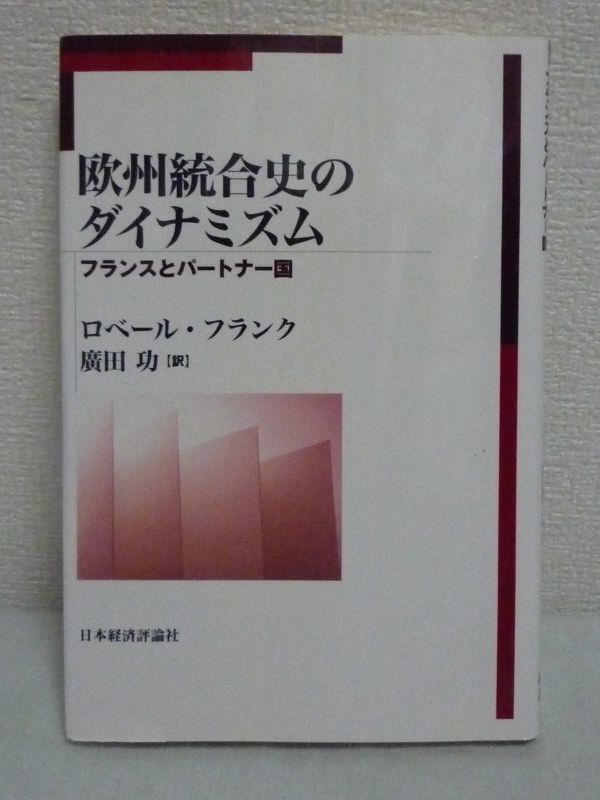 欧州統合史の
ダイナミズム
フランスとパートナー国
ロベール・フランク
廣田 功【訳】
日本経済評論社